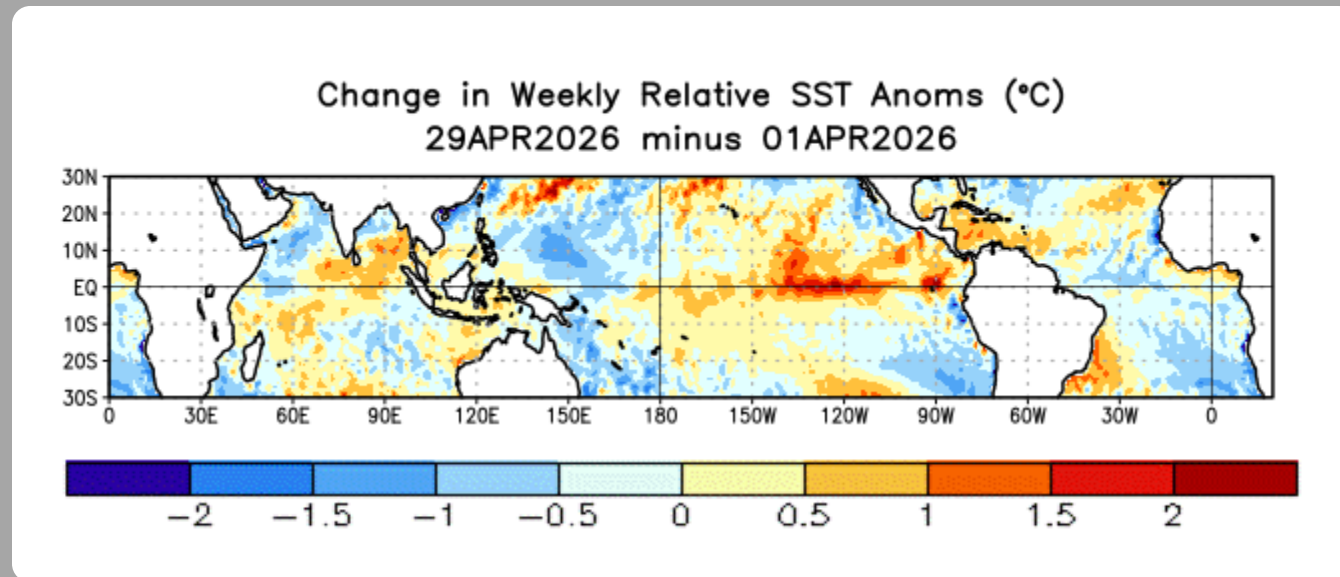 Change in Weekly Relative SST Anoms (°C)
29APR2026 minus 01APR2026
30N
20N
10N
EQ
10S
20S
30S
0 30E 60E 90E 120E 150E 180 150W 120W 90W 60W 30W 0
−2 −1.5 −1 −0.5 0 0.5 1 1.5 2